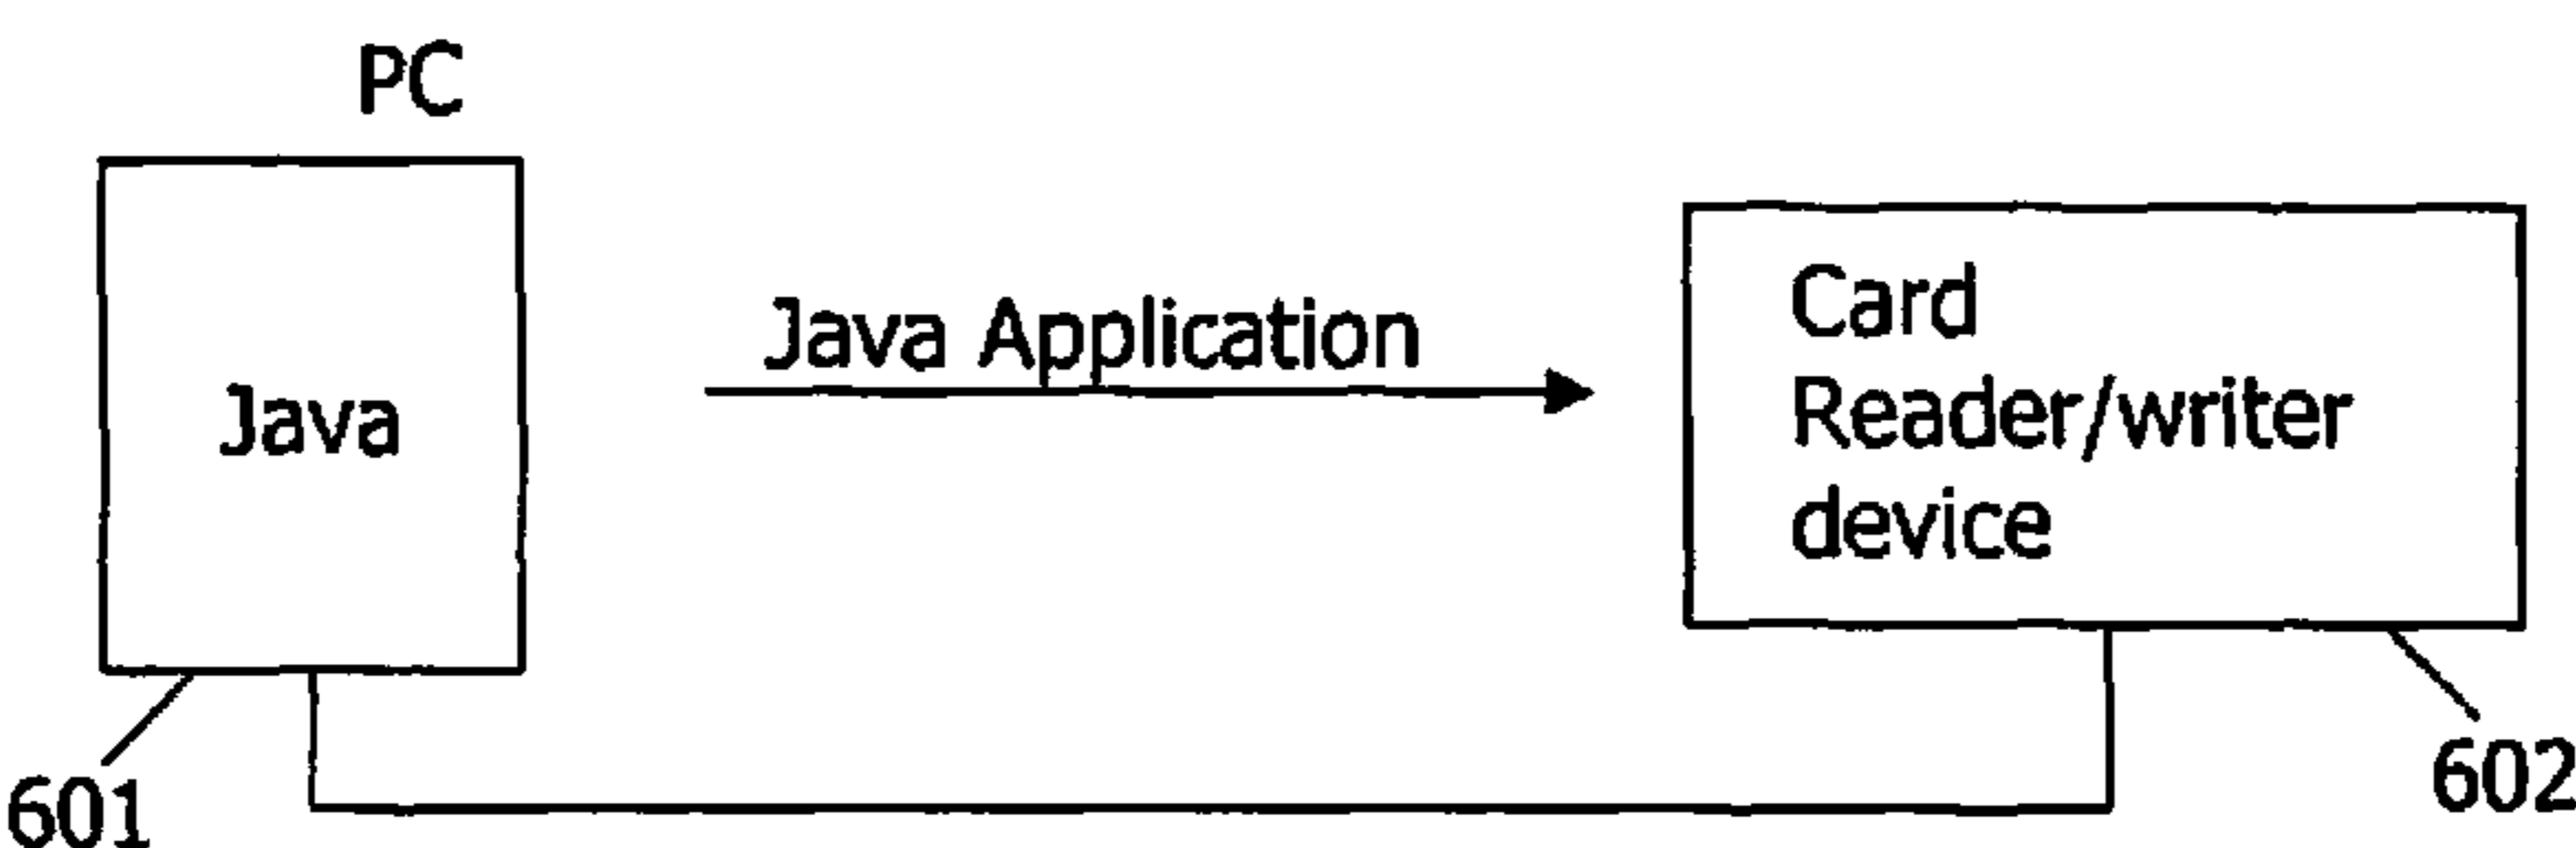 PC
Java
Java Application
Card
Reader/writer
device
601
602